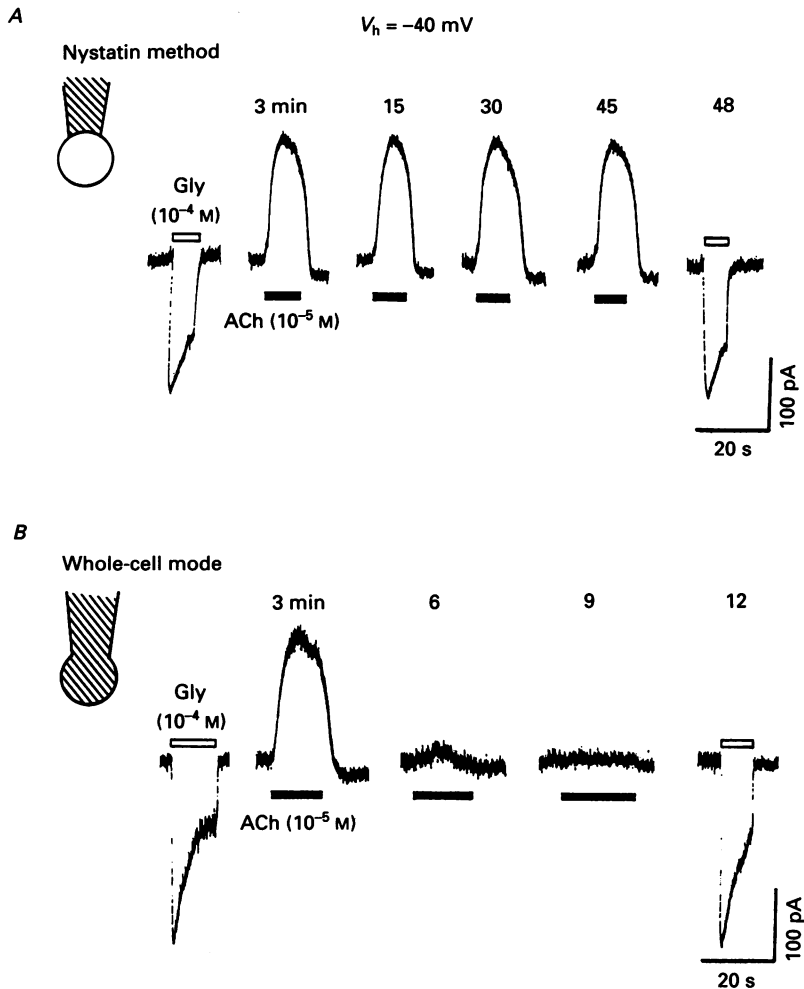 A
Vh = −40 mV
Nystatin method
3 min 15 30 45 48
Gly
(10⁻⁴ M)
ACh (10⁻⁵ M)
100 pA
20 s
B
Whole-cell mode
3 min 6 9 12
Gly
(10⁻⁴ M)
ACh (10⁻⁵ M)
100 pA
20 s